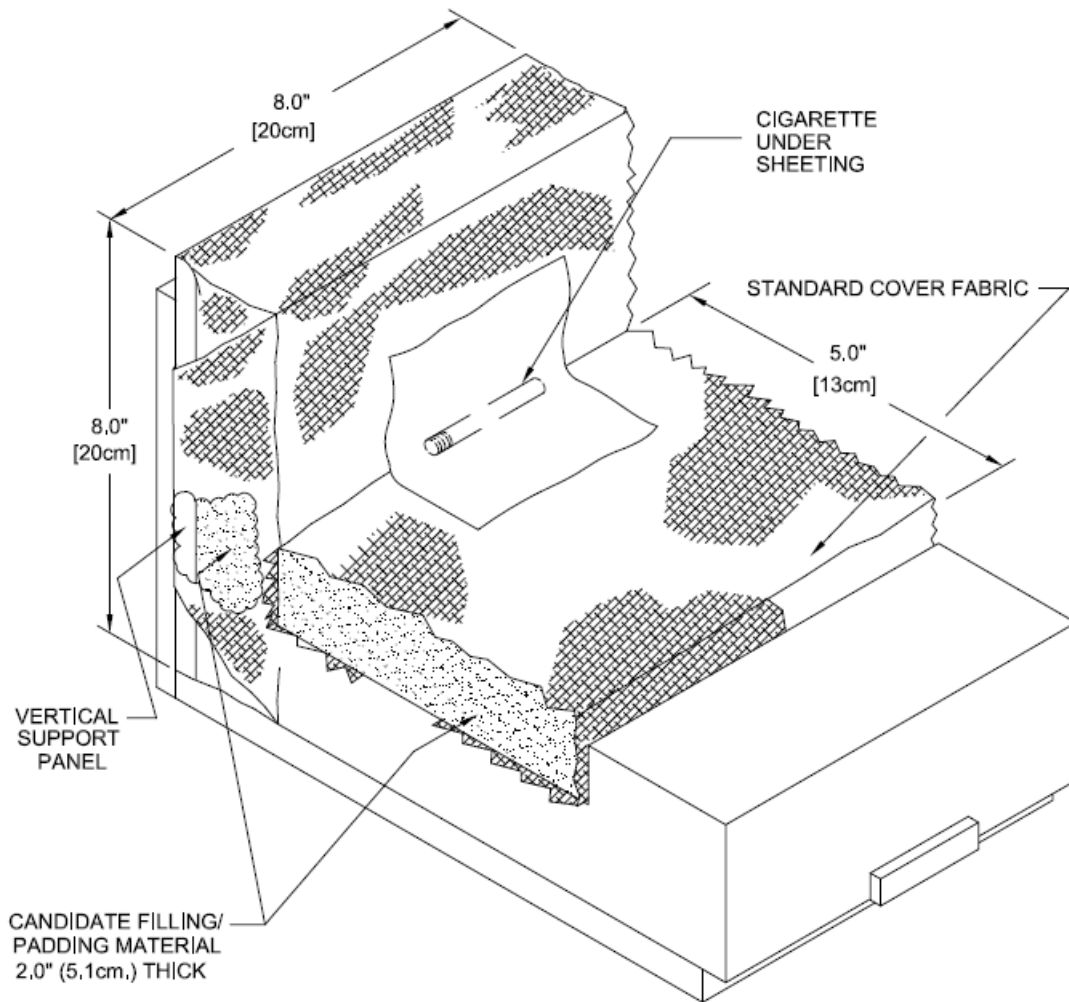 8.0"
[20cm]
CIGARETTE
UNDER
SHEETING
STANDARD COVER FABRIC
5.0"
[13cm]
8.0"
[20cm]
VERTICAL
SUPPORT
PANEL
CANDIDATE FILLING/
PADDING MATERIAL
2.0" (5.1cm.) THICK